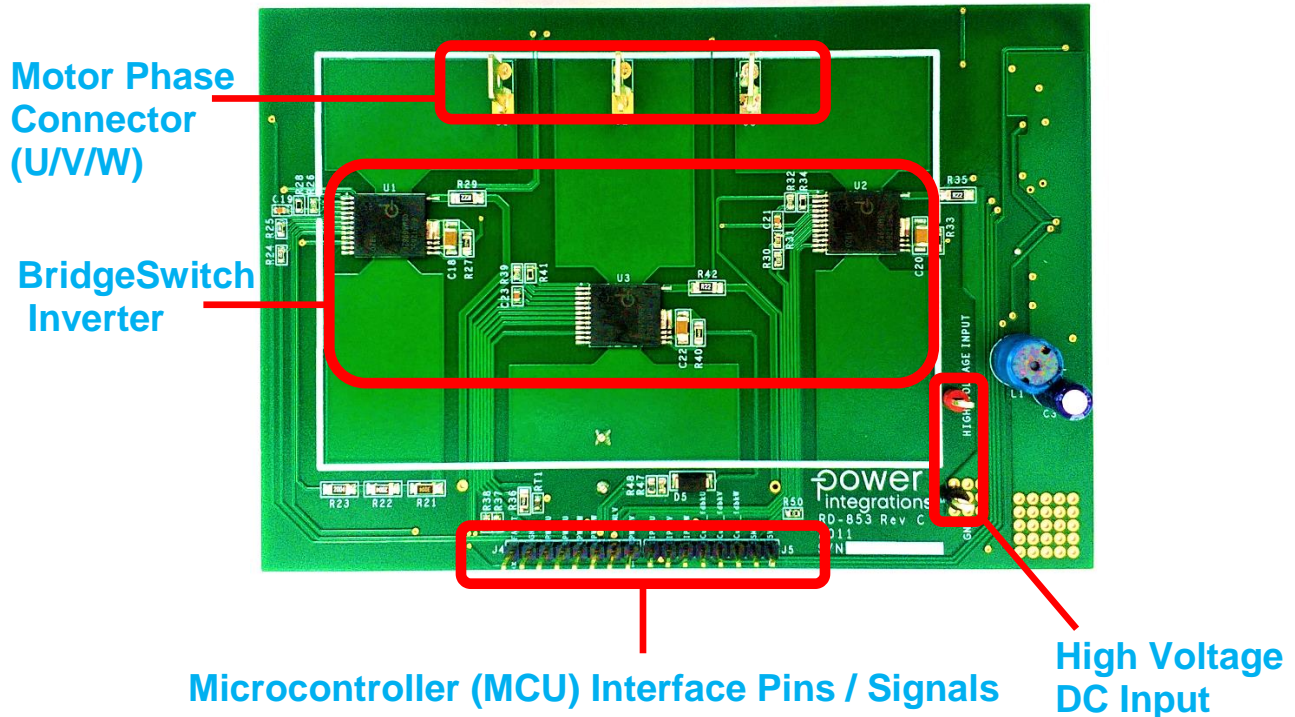 Motor Phase
Connector
(U/V/W)
BridgeSwitch
Inverter
U1
R29
R28
R26
C19
R25
R24
C18
R27
R39
R41
C23
U3
R42
R22
C22
R40
R32
R34
U2
R35
R22
C21
R31
R30
C20
R33
HIGH VOLTAGE INPUT
L1
C3
R23
R22
R21
R38
R37
R36
RT1
R48
R47
D5
R50
power
integrations
RD-853 Rev C
J4
J5
Microcontroller (MCU) Interface Pins / Signals
High Voltage
DC Input